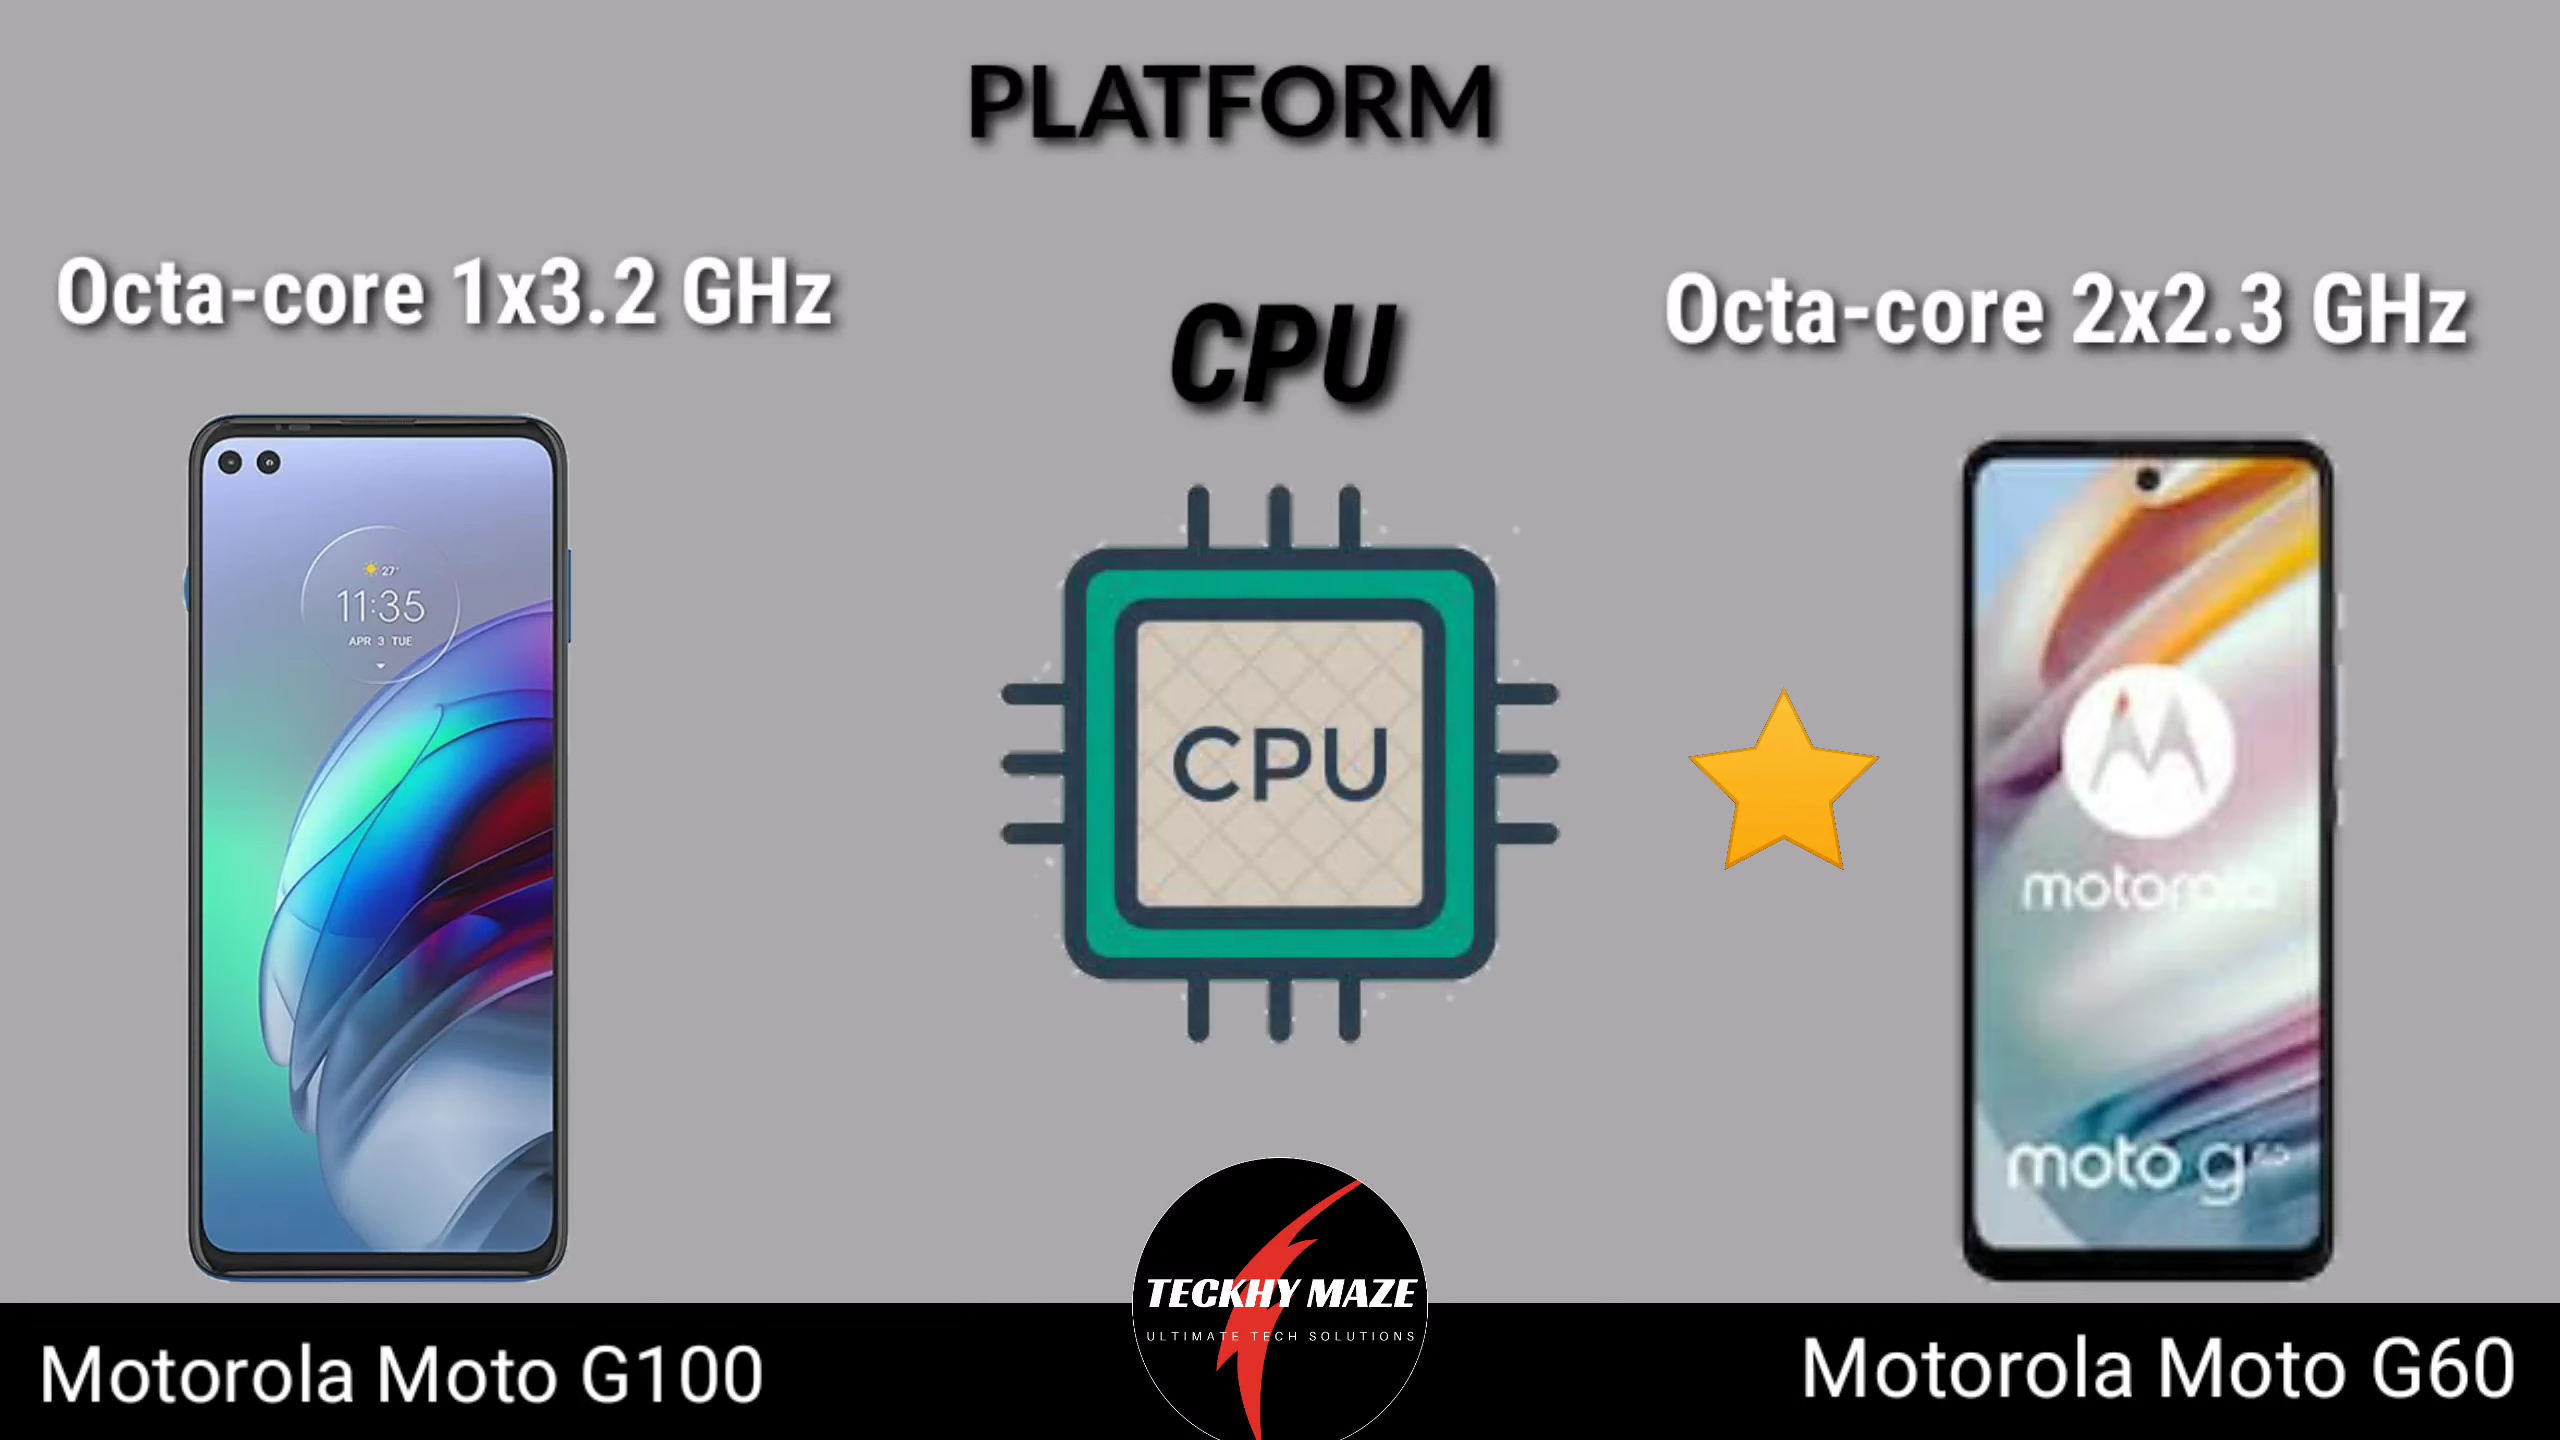 PLATFORM
Octa-core 1x3.2 GHz
CPU
Octa-core 2x2.3 GHz
27°
11:35
APR 3 TUE
CPU
motorola
moto g
TECKHY MAZE
ULTIMATE TECH SOLUTIONS
Motorola Moto G100
Motorola Moto G60